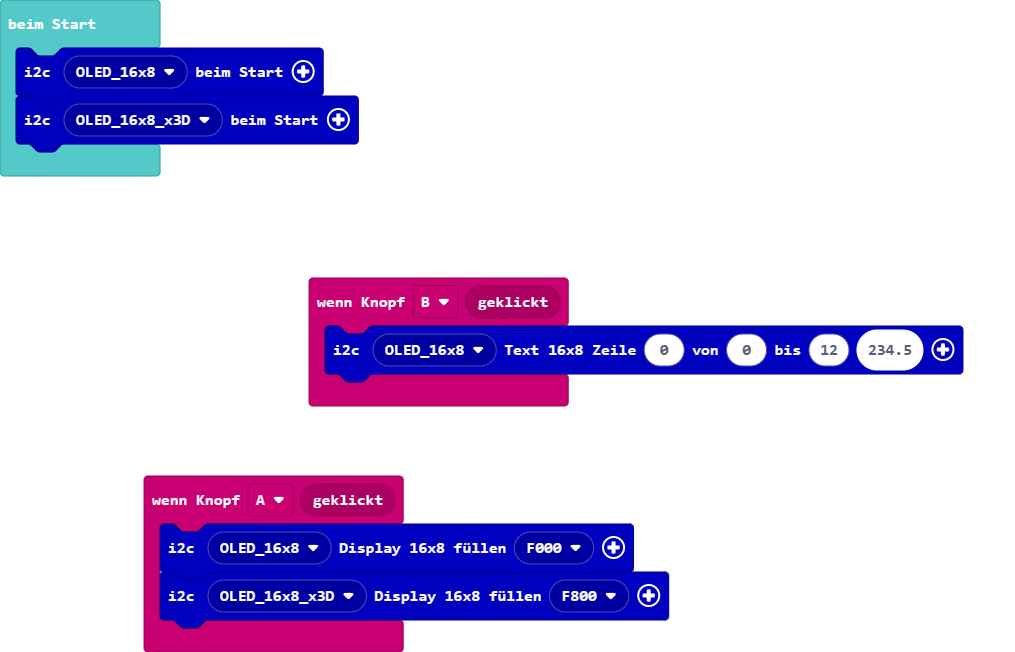 beim Start
i2c OLED_16x8 beim Start
i2c OLED_16x8_x3D beim Start
wenn Knopf B geklickt
i2c OLED_16x8 Text 16x8 Zeile 0 von 0 bis 12 234.5
wenn Knopf A geklickt
i2c OLED_16x8 Display 16x8 füllen F000
i2c OLED_16x8_x3D Display 16x8 füllen F800